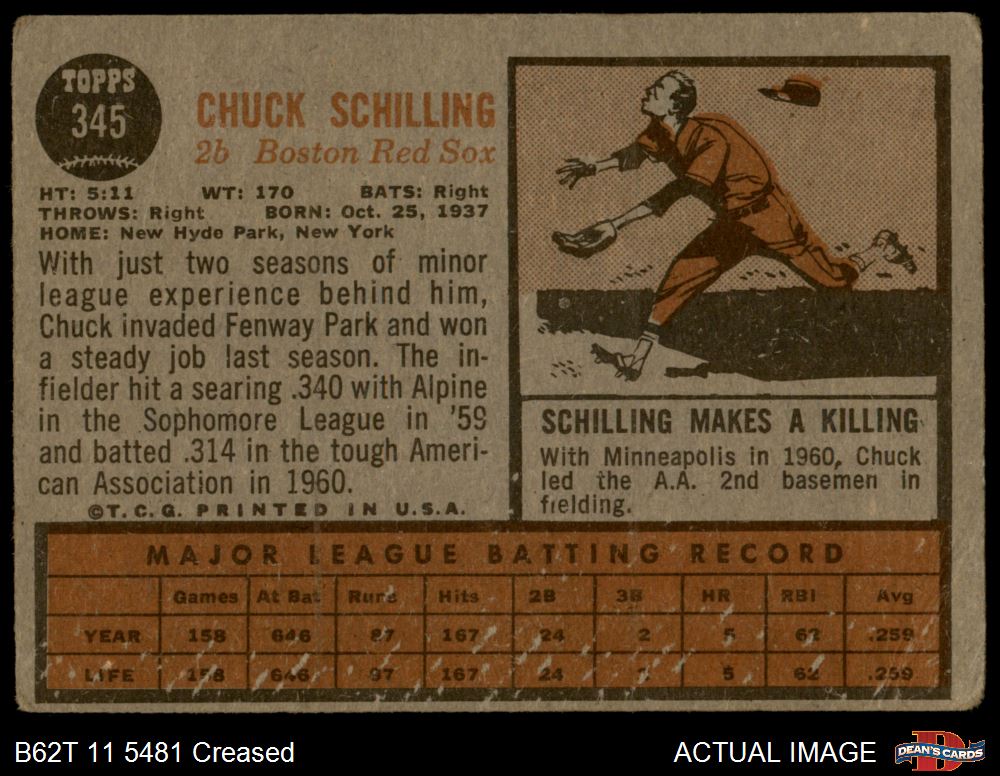 TOPPS
345
CHUCK SCHILLING
2b Boston Red Sox
HT: 5:11 WT: 170 BATS: Right
THROWS: Right BORN: Oct. 25, 1937
HOME: New Hyde Park, New York
With just two seasons of minor
league experience behind him,
Chuck invaded Fenway Park and won
a steady job last season. The in-
fielder hit a searing .340 with Alpine
in the Sophomore League in '59
and batted .314 in the tough Ameri-
can Association in 1960.
©T.C.G. PRINTED IN U.S.A.
SCHILLING MAKES A KILLING
With Minneapolis in 1960, Chuck
led the A.A. 2nd basemen in
fielding.
MAJOR LEAGUE BATTING RECORD
Games At Bat Runs Hits 2B 3B HR RBI Avg
YEAR 158 646 87 167 24 2 5 62 .259
LIFE 158 646 167 24 5 62 .259
B62T 11 5481 Creased
ACTUAL IMAGE
D
DEAN'S CARDS